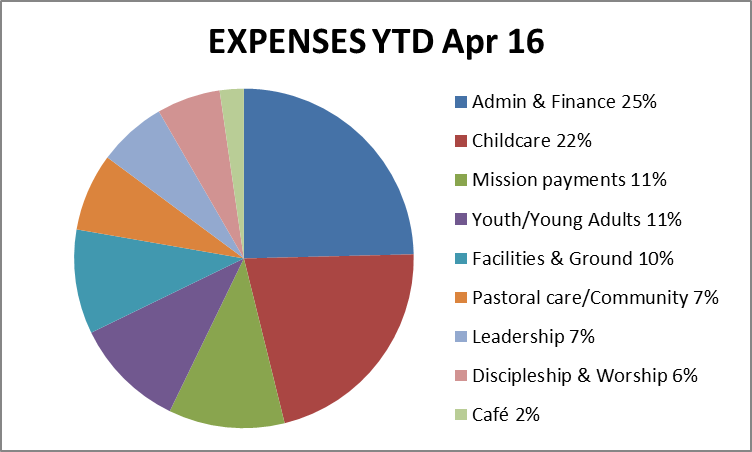 EXPENSES YTD Apr 16
Admin & Finance 25%
Childcare 22%
Mission payments 11%
Youth/Young Adults 11%
Facilities & Ground 10%
Pastoral care/Community 7%
Leadership 7%
Discipleship & Worship 6%
Café 2%